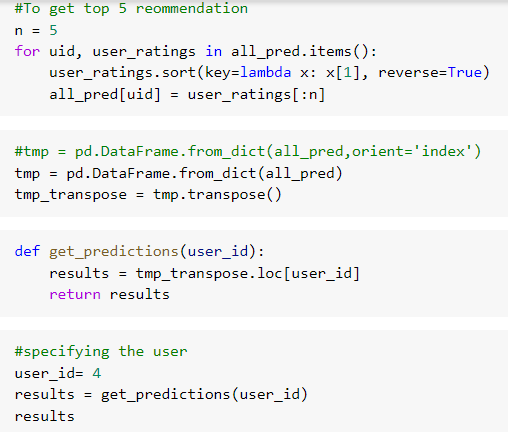 #To get top 5 reommendation
n = 5
for uid, user_ratings in all_pred.items():
    user_ratings.sort(key=lambda x: x[1], reverse=True)
    all_pred[uid] = user_ratings[:n]
#tmp = pd.DataFrame.from_dict(all_pred,orient='index')
tmp = pd.DataFrame.from_dict(all_pred)
tmp_transpose = tmp.transpose()
def get_predictions(user_id):
    results = tmp_transpose.loc[user_id]
    return results
#specifying the user
user_id= 4
results = get_predictions(user_id)
results